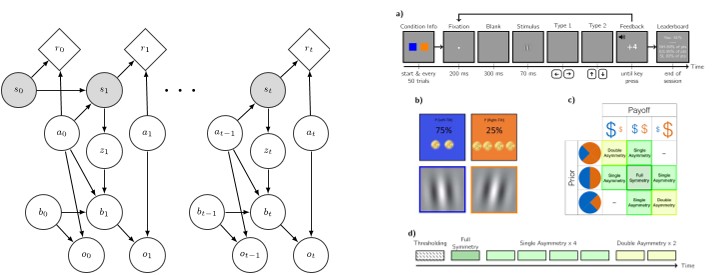 r0 r1 rt
s0 s1 st
a0 a1 at−1 at
z1 zt
b0 b1 bt−1 bt
o0 o1 ot−1 ot
a)
Condition Info Fixation Blank Stimulus Type 1 Type 2 Feedback Leaderboard
+4
Time
start & every
50 trials
200 ms 300 ms 70 ms
until key
press
end of
session
b)
75% 25%
c)
Payoff
$ $ $ $ $ $
Prior
Double
Asymmetry
Single
Asymmetry
–
Single
Asymmetry
Full
Symmetry
Single
Asymmetry
–
Single
Asymmetry
Double
Asymmetry
d)
Thresholding
Full
Symmetry
Single Asymmetry x 4 Double Asymmetry x 2
Time